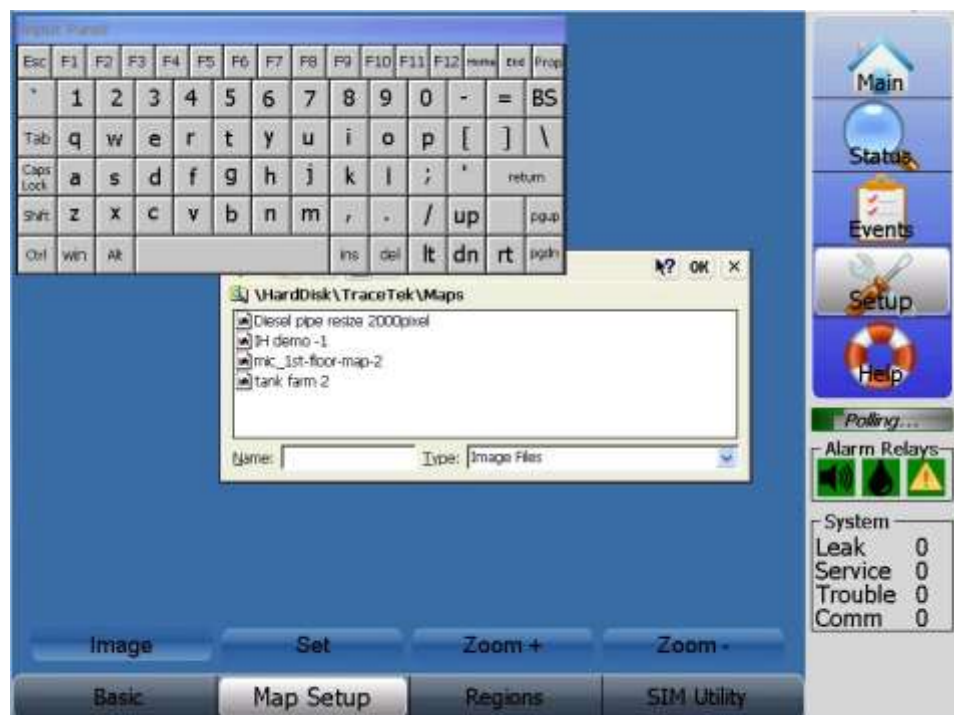 Input Panel
Esc F1 F2 F3 F4 F5 F6 F7 F8 F9 F10 F11 F12 Home End Prop
` 1 2 3 4 5 6 7 8 9 0 - = BS
Tab q w e r t y u i o p [ ] \
Caps Lock a s d f g h j k l ; ' return
Shift z x c v b n m , . / up pgup
Ctrl win Alt ins del lt dn rt pgdn
? OK ×
\HardDisk\TraceTek\Maps
Diesel pipe resize 2000pixel
IH demo -1
mic_1st-floor-map-2
tank farm 2
Name: Type: Image Files
Image Set Zoom + Zoom -
Basic Map Setup Regions SIM Utility
Main
Status
Events
Setup
Help
Polling...
Alarm Relays
System
Leak 0
Service 0
Trouble 0
Comm 0